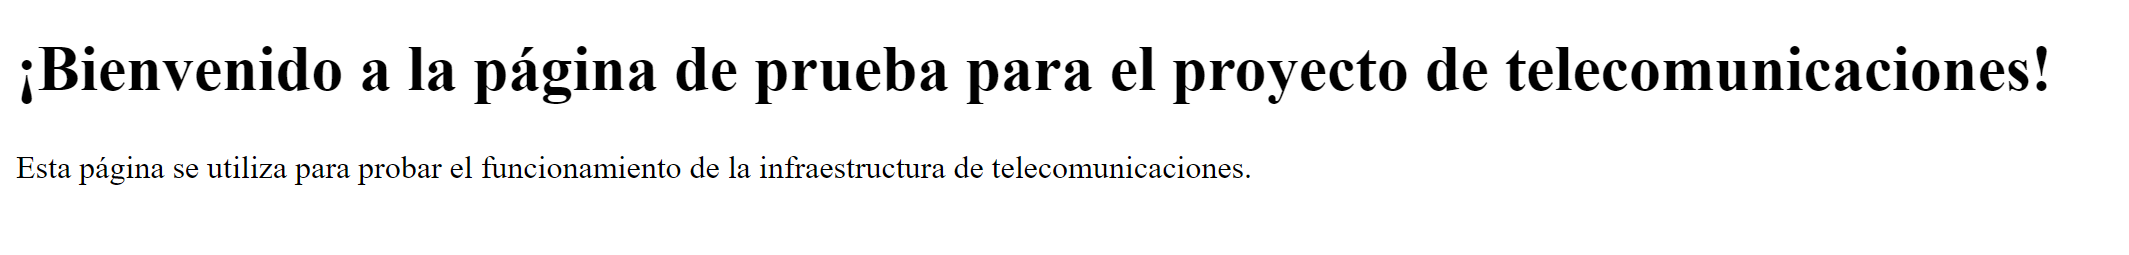 ¡Bienvenido a la página de prueba para el proyecto de telecomunicaciones!
Esta página se utiliza para probar el funcionamiento de la infraestructura de telecomunicaciones.